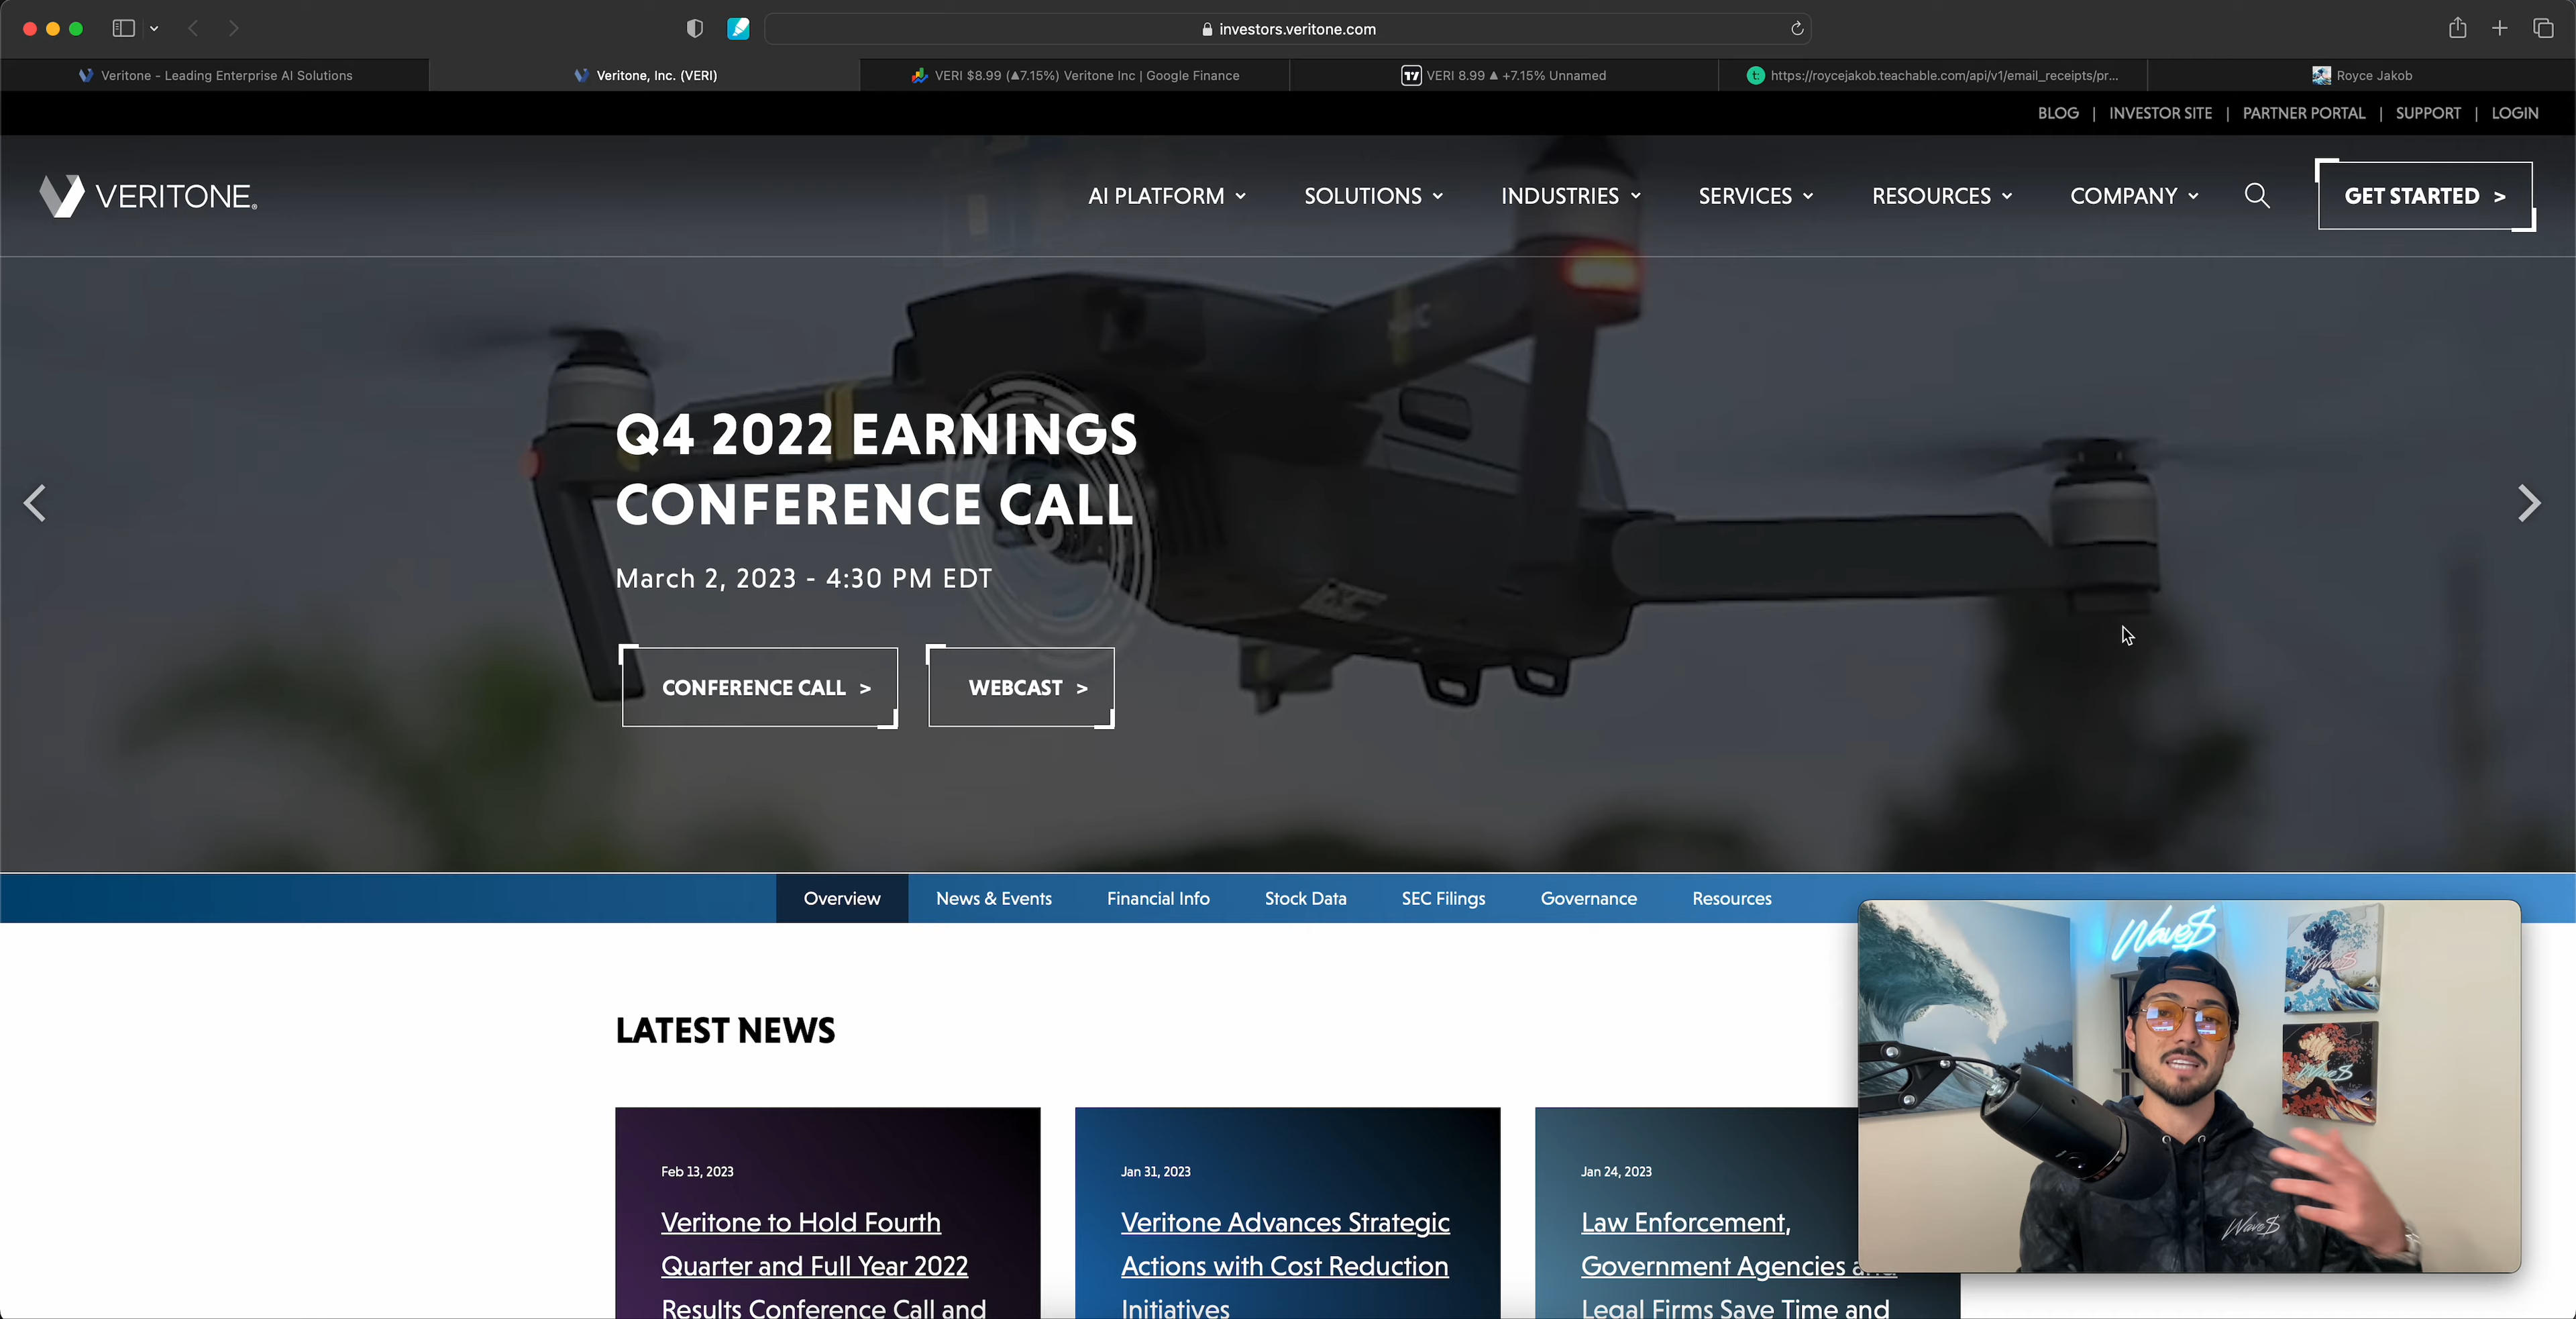 investors.veritone.com
Veritone - Leading Enterprise AI Solutions
Veritone, Inc. (VERI)
VERI $8.99 (▲7.15%) Veritone Inc | Google Finance
VERI 8.99 ▲ +7.15% Unnamed
https://roycejakob.teachable.com/api/v1/email_receipts/pr...
Royce Jakob
BLOG | INVESTOR SITE | PARTNER PORTAL | SUPPORT | LOGIN
VERITONE®
AI PLATFORM
SOLUTIONS
INDUSTRIES
SERVICES
RESOURCES
COMPANY
GET STARTED >
Q4 2022 EARNINGS
CONFERENCE CALL
March 2, 2023 - 4:30 PM EDT
CONFERENCE CALL >
WEBCAST >
Overview
News & Events
Financial Info
Stock Data
SEC Filings
Governance
Resources
LATEST NEWS
Feb 13, 2023
Veritone to Hold Fourth
Quarter and Full Year 2022
Results Conference Call and
Jan 31, 2023
Veritone Advances Strategic
Actions with Cost Reduction
Initiatives
Jan 24, 2023
Law Enforcement,
Government Agencies and
Legal Firms Save Time and
Wave$
Wave$
Wave$
Wave$